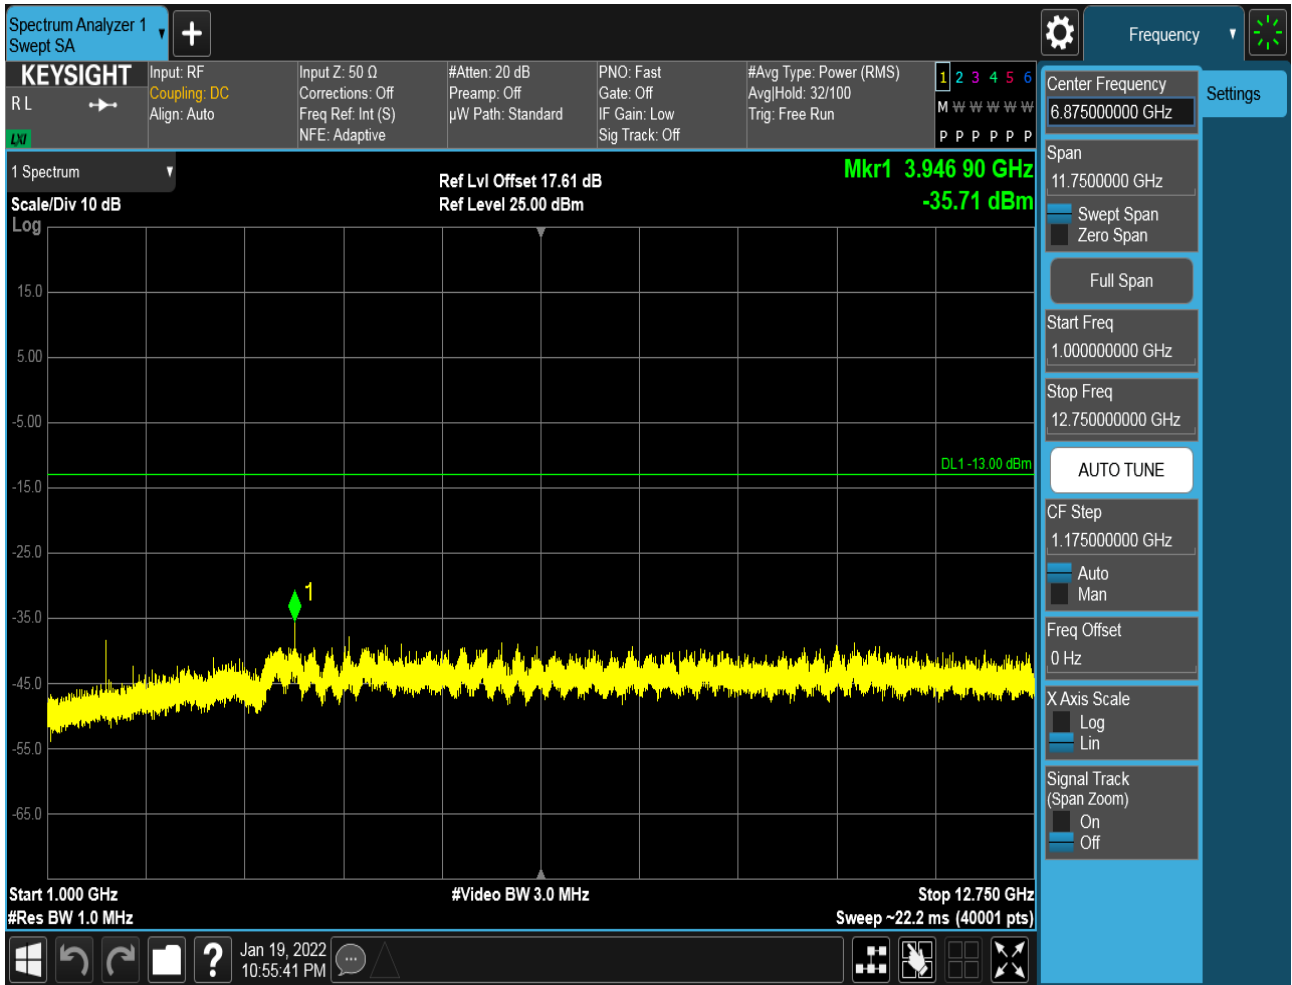 Spectrum Analyzer 1
Swept SA
Frequency
KEYSIGHT
R L
LXI
Input: RF
Coupling: DC
Align: Auto
Input Z: 50 Ω
Corrections: Off
Freq Ref: Int (S)
NFE: Adaptive
#Atten: 20 dB
Preamp: Off
µW Path: Standard
PNO: Fast
Gate: Off
IF Gain: Low
Sig Track: Off
#Avg Type: Power (RMS)
Avg|Hold: 32/100
Trig: Free Run
1 2 3 4 5 6
M W W W W W
P P P P P P
1 Spectrum
Scale/Div 10 dB
Log
Ref Lvl Offset 17.61 dB
Ref Level 25.00 dBm
Mkr1 3.946 90 GHz
-35.71 dBm
15.0
5.00
-5.00
DL1 -13.00 dBm
-15.0
-25.0
1
-35.0
-45.0
-55.0
-65.0
Start 1.000 GHz
#Res BW 1.0 MHz
#Video BW 3.0 MHz
Stop 12.750 GHz
Sweep ~22.2 ms (40001 pts)
?
Jan 19, 2022
10:55:41 PM
Center Frequency
6.875000000 GHz
Settings
Span
11.7500000 GHz
Swept Span
Zero Span
Full Span
Start Freq
1.000000000 GHz
Stop Freq
12.750000000 GHz
AUTO TUNE
CF Step
1.175000000 GHz
Auto
Man
Freq Offset
0 Hz
X Axis Scale
Log
Lin
Signal Track
(Span Zoom)
On
Off